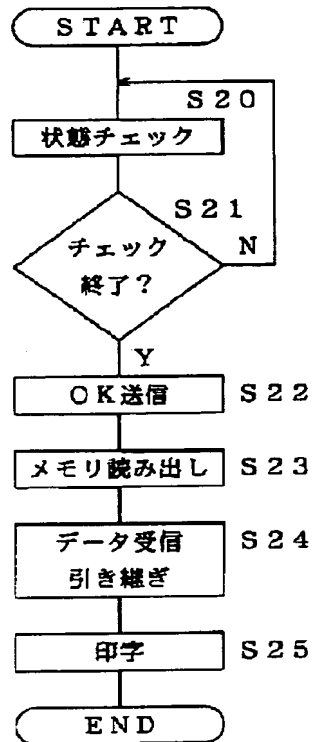 START
S20
状態チェック
S21
チェック
終了？
N
Y
OK送信 S22
メモリ読み出し S23
データ受信 S24
引き継ぎ
印字 S25
END